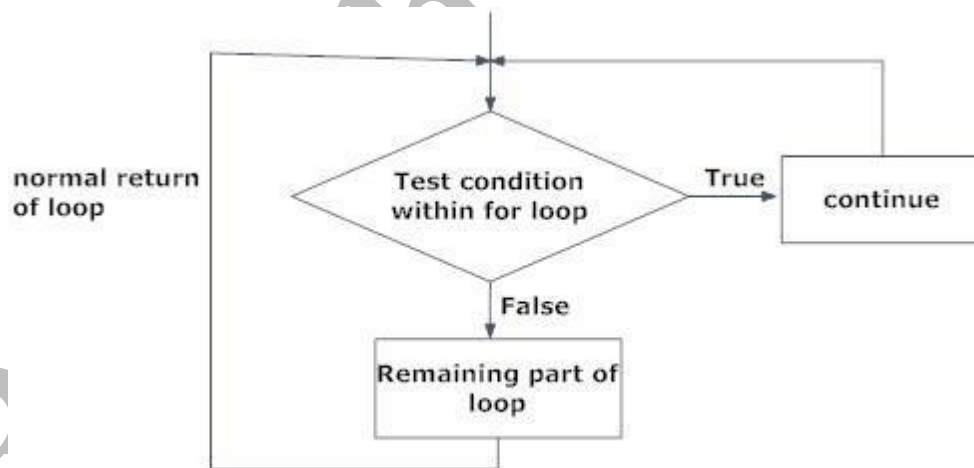 normal return
of loop
Test condition
within for loop
True
continue
False
Remaining part of
loop